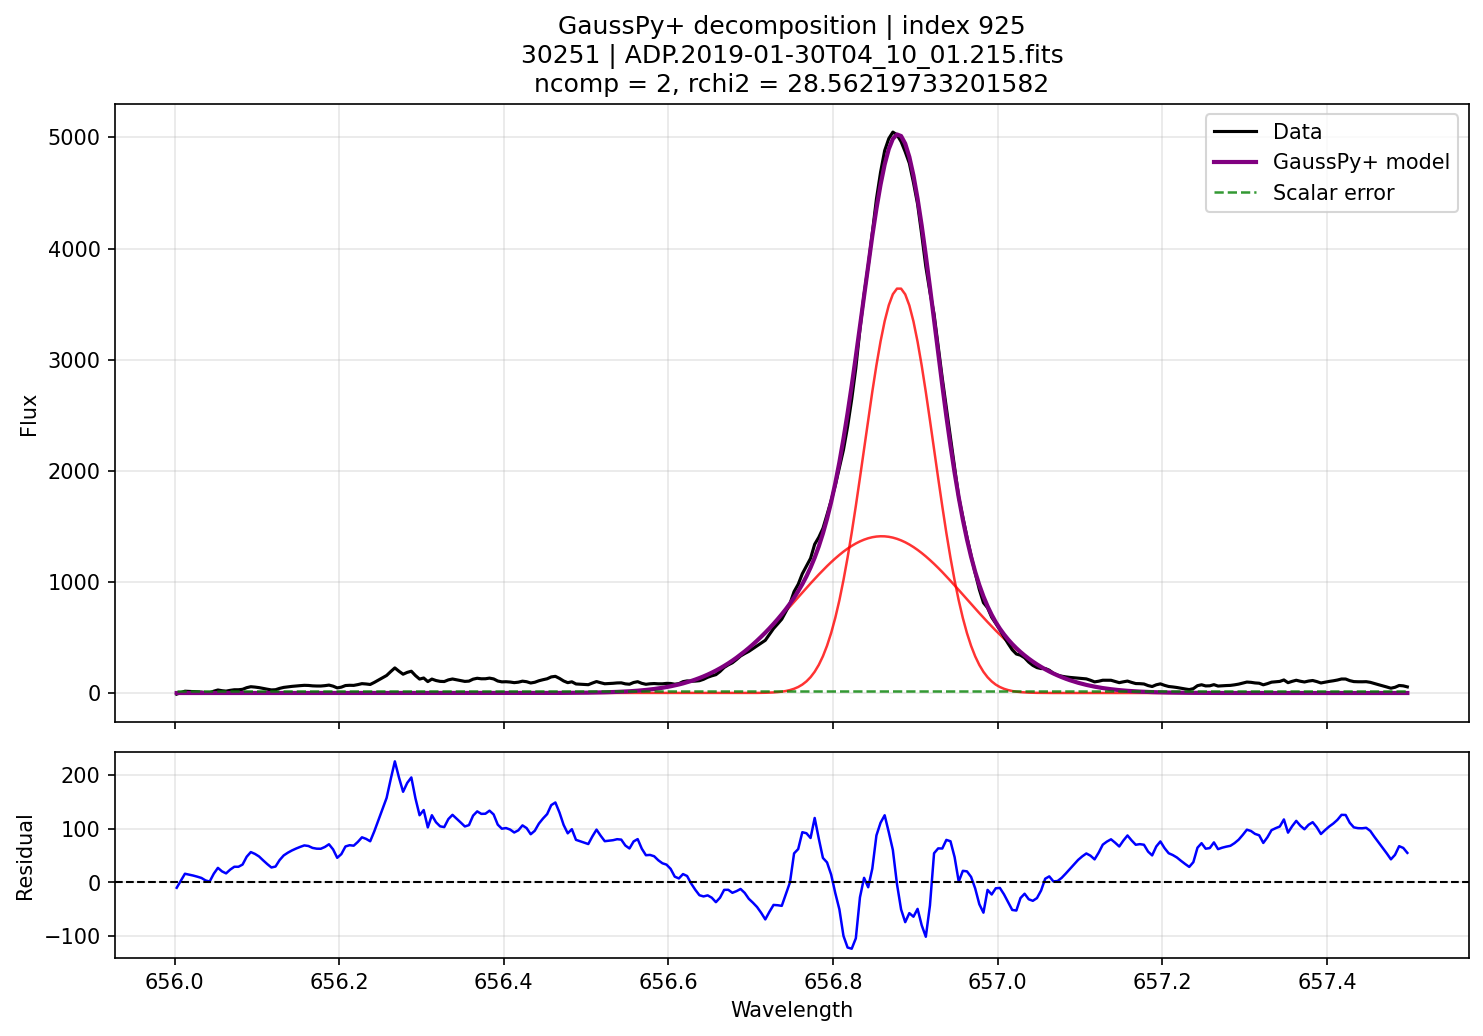 GaussPy+ decomposition | index 925
30251 | ADP.2019-01-30T04_10_01.215.fits
ncomp = 2, rchi2 = 28.56219733201582
Data
GaussPy+ model
Scalar error
5000
4000
3000
2000
1000
0
Flux
200
100
0
−100
Residual
656.0 656.2 656.4 656.6 656.8 657.0 657.2 657.4
Wavelength